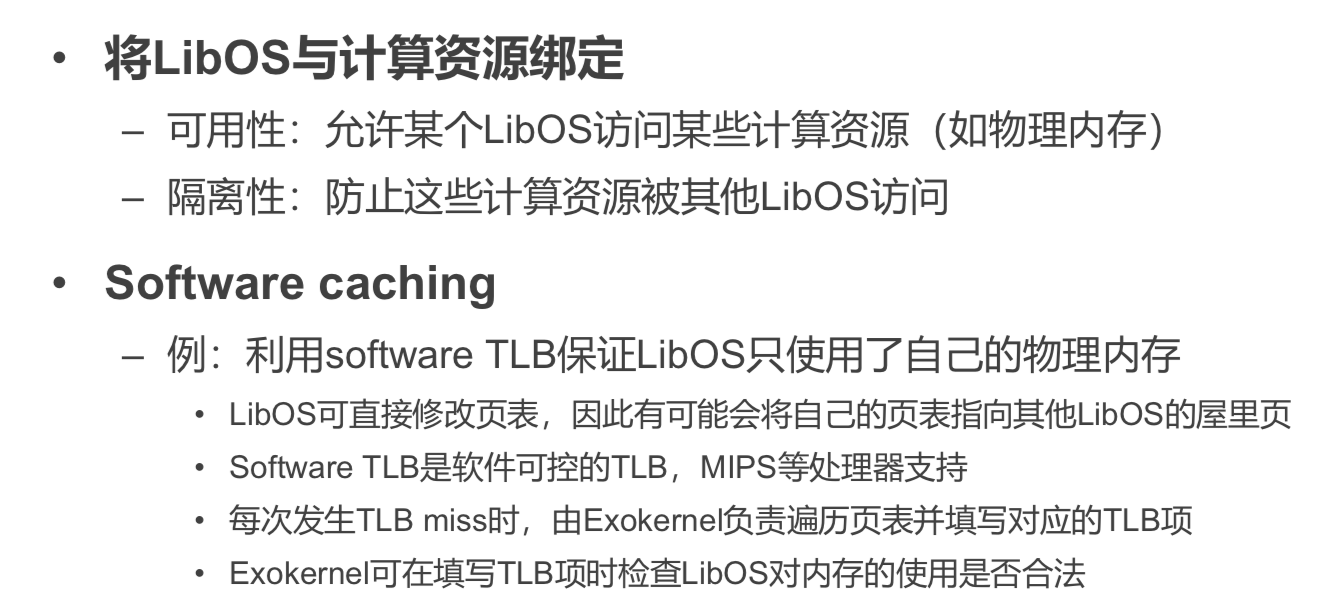 • 将LibOS与计算资源绑定
– 可用性：允许某个LibOS访问某些计算资源（如物理内存）
– 隔离性：防止这些计算资源被其他LibOS访问
• Software caching
– 例：利用software TLB保证LibOS只使用了自己的物理内存
• LibOS可直接修改页表，因此有可能会将自己的页表指向其他LibOS的屋里页
• Software TLB是软件可控的TLB，MIPS等处理器支持
• 每次发生TLB miss时，由Exokernel负责遍历页表并填写对应的TLB项
• Exokernel可在填写TLB项时检查LibOS对内存的使用是否合法